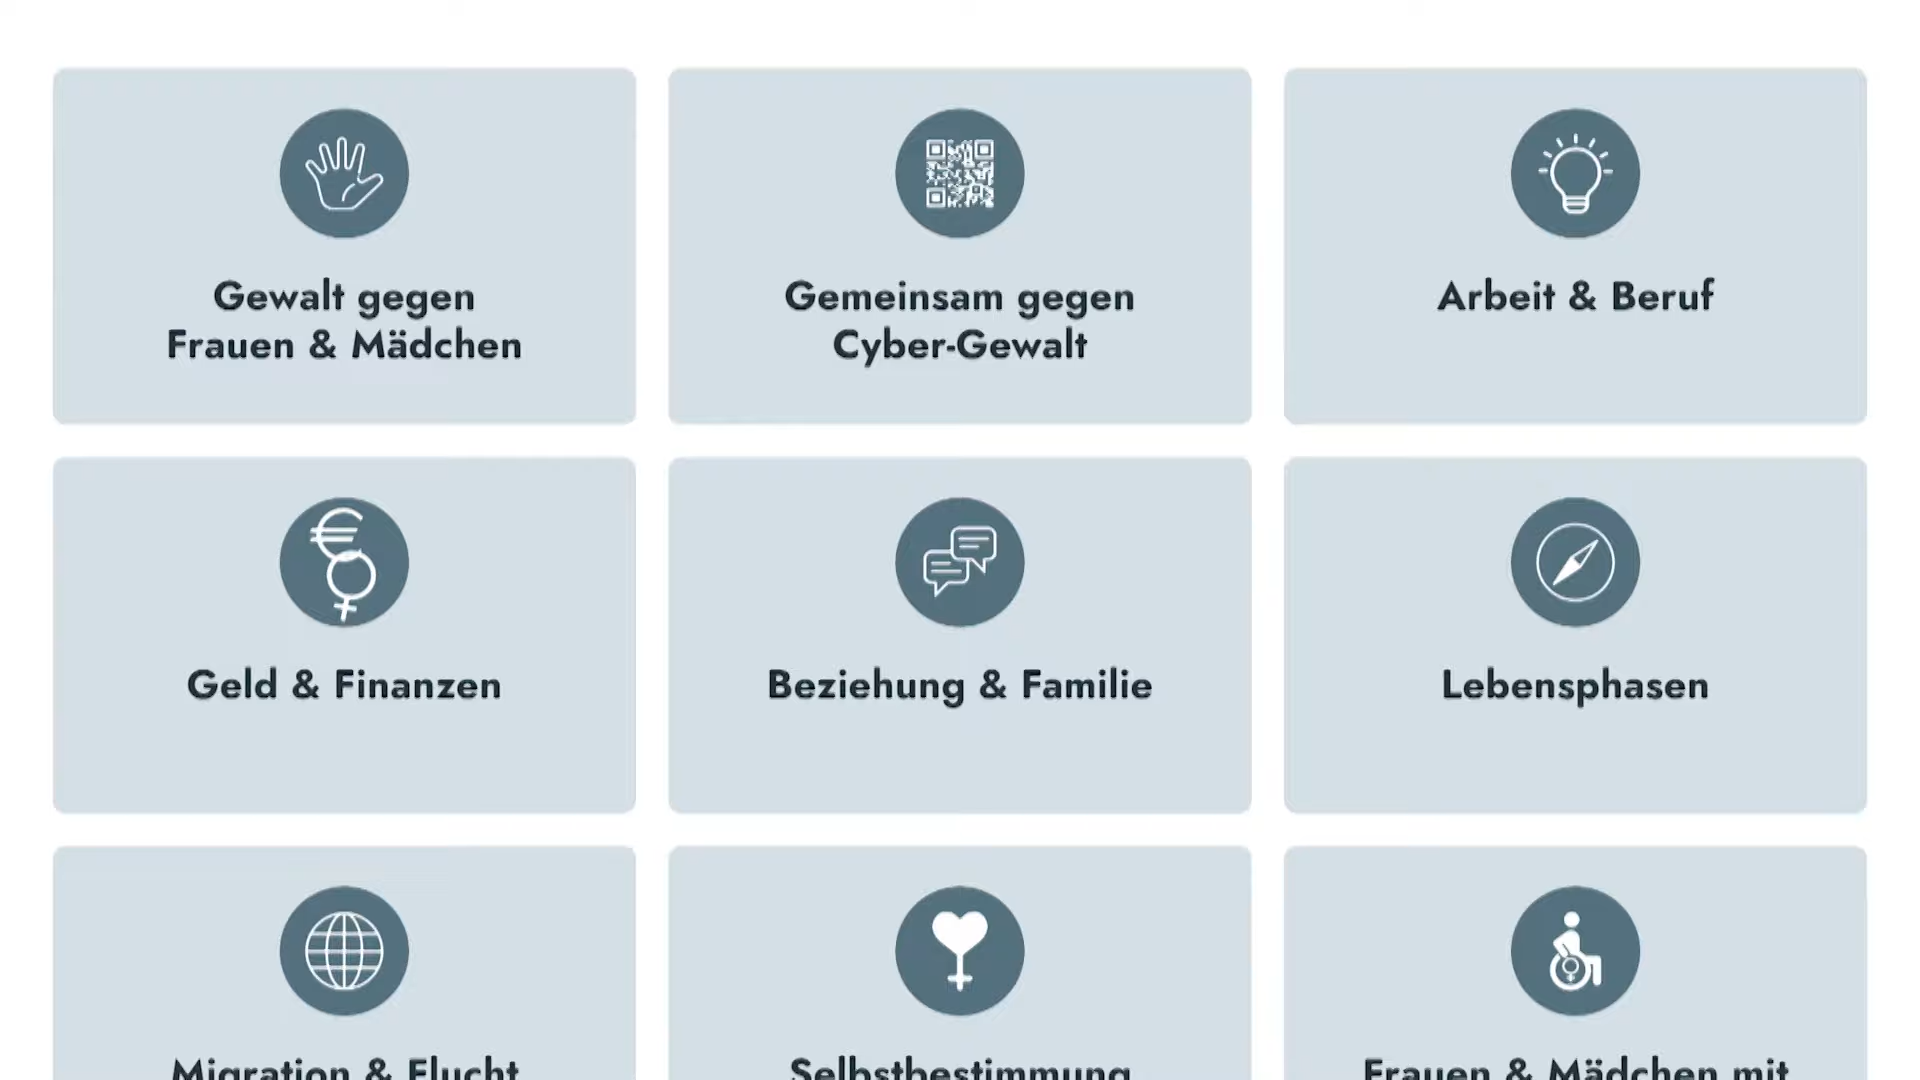 Gewalt gegen
Frauen & Mädchen
Gemeinsam gegen
Cyber-Gewalt
Arbeit & Beruf
Geld & Finanzen
Beziehung & Familie
Lebensphasen
Migration & Flucht
Selbstbestimmung
Frauen & Mädchen mit